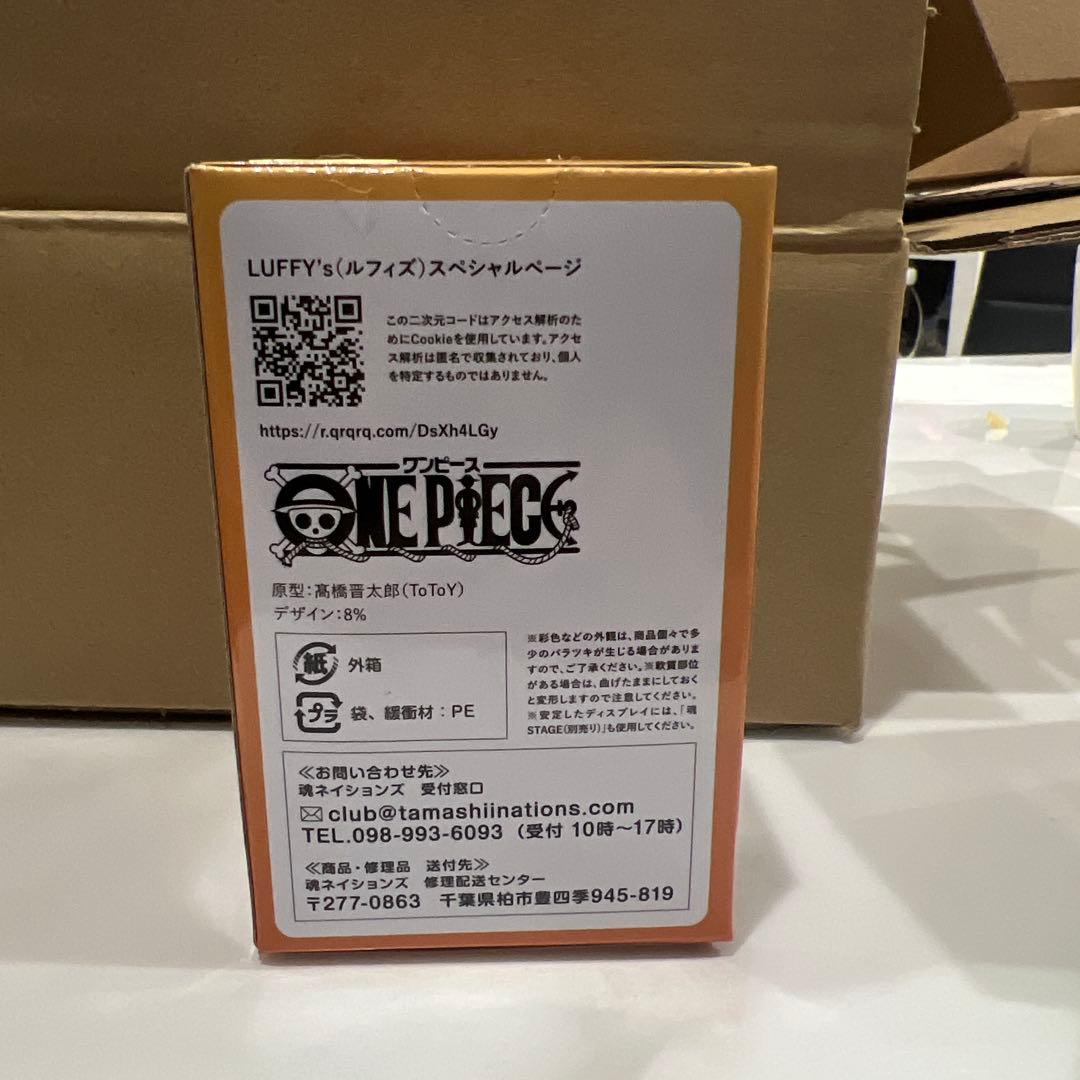 LUFFY's(ルフィズ)スペシャルページ
この二次元コードはアクセス解析のた
めにCookieを使用しています。アクセ
ス解析は匿名で収集されており、個人
を特定するものではありません。
https://r.qrqrq.com/DsXh4LGy
ワンピース
ONE PIECE
原型：髙橋晋太郎(ToToY)
デザイン：8%
紙 外箱
プラ 袋、緩衝材：PE
※彩色などの外観は、商品個々で多
少のバラツキが生じる場合がありま
すので、ご了承ください。※軟質部位
がある場合は、曲げたままにしておく
と変形しますので注意してください。
※安定したディスプレイには、「魂
STAGE(別売り)」も使用してください。
≪お問い合わせ先≫
魂ネイションズ 受付窓口
club@tamashiinations.com
TEL.098-993-6093 (受付 10時〜17時)
≪商品・修理品 送付先≫
魂ネイションズ 修理配送センター
〒277-0863 千葉県柏市豊四季945-819